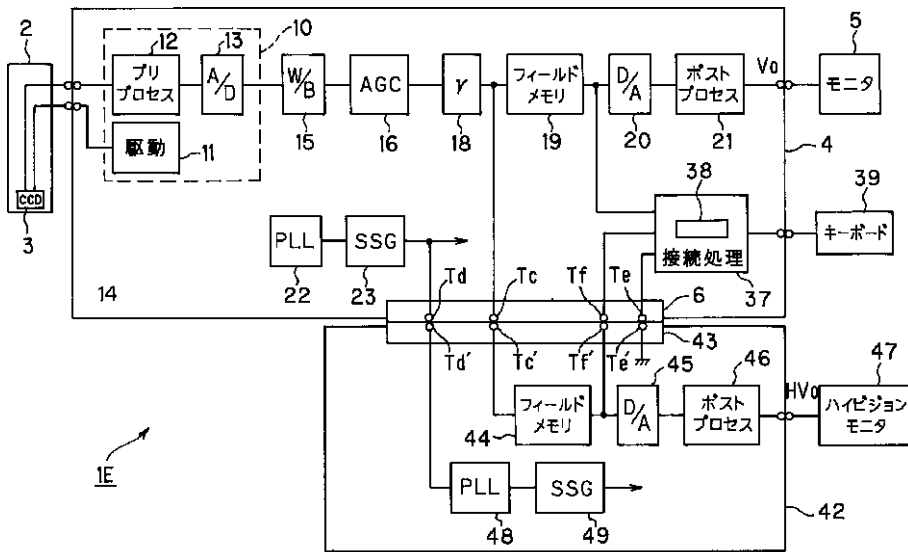 2
12
13
10
5
プリ
プロセス
A/D
W/B
AGC
γ
フィールド
メモリ
D/A
ポスト
プロセス
Vo
モニタ
15
16
18
19
20
21
駆動
11
4
CCD
3
38
39
接続処理
キーボード
37
PLL
SSG
22
23
14
Td
Tc
Tf
Te
6
43
Td'
Tc'
Tf'
Te'
45
46
47
フィールド
メモリ
44
D/A
ポスト
プロセス
HVo
ハイビジョン
モニタ
1E
PLL
SSG
48
49
42